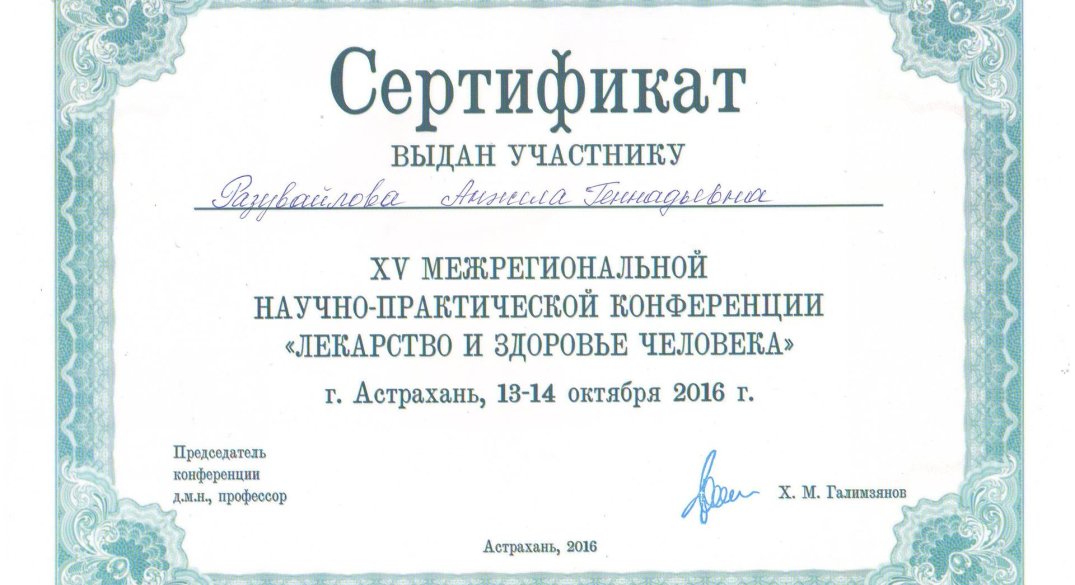 Сертификат
ВЫДАН УЧАСТНИКУ
Разувайлова Анжела Геннадьевна
XV МЕЖРЕГИОНАЛЬНОЙ
НАУЧНО-ПРАКТИЧЕСКОЙ КОНФЕРЕНЦИИ
«ЛЕКАРСТВО И ЗДОРОВЬЕ ЧЕЛОВЕКА»
г. Астрахань, 13-14 октября 2016 г.
Председатель
конференции
д.м.н., профессор
Х. М. Галимзянов
Астрахань, 2016